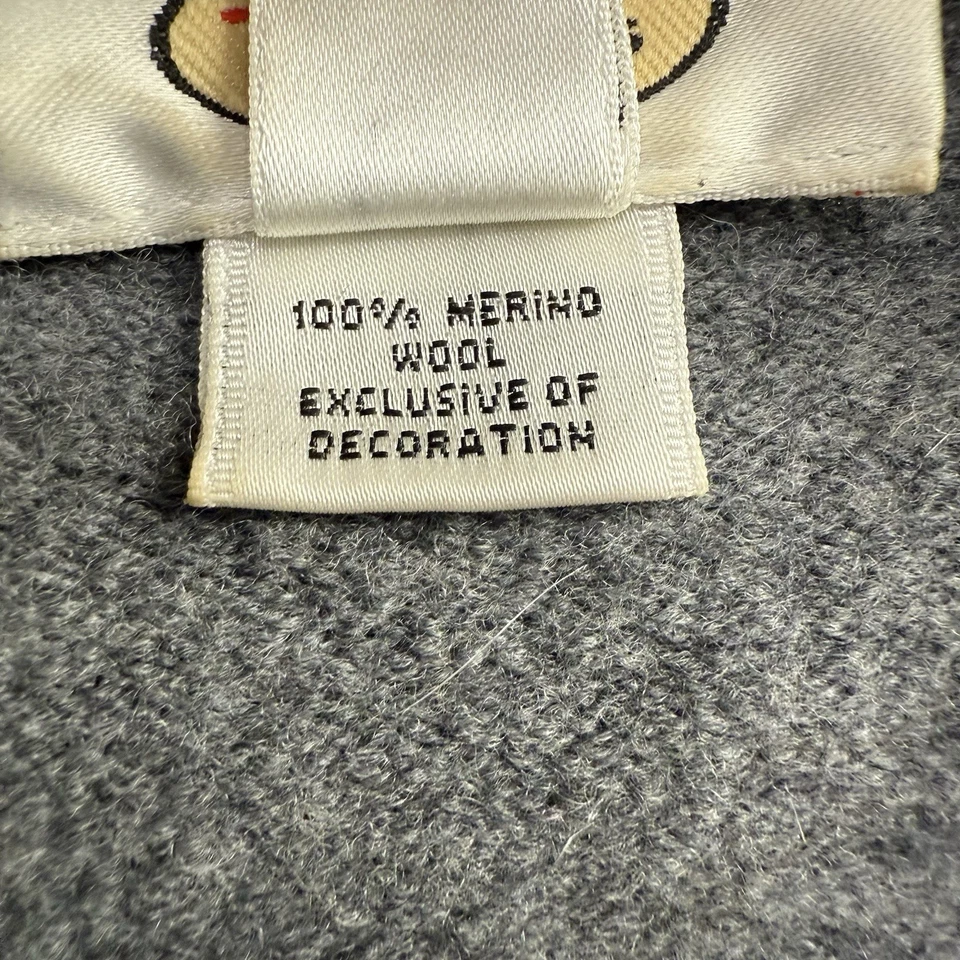 100% MERiNO
WOOL
EXCLUSiVE OF
DECORATION